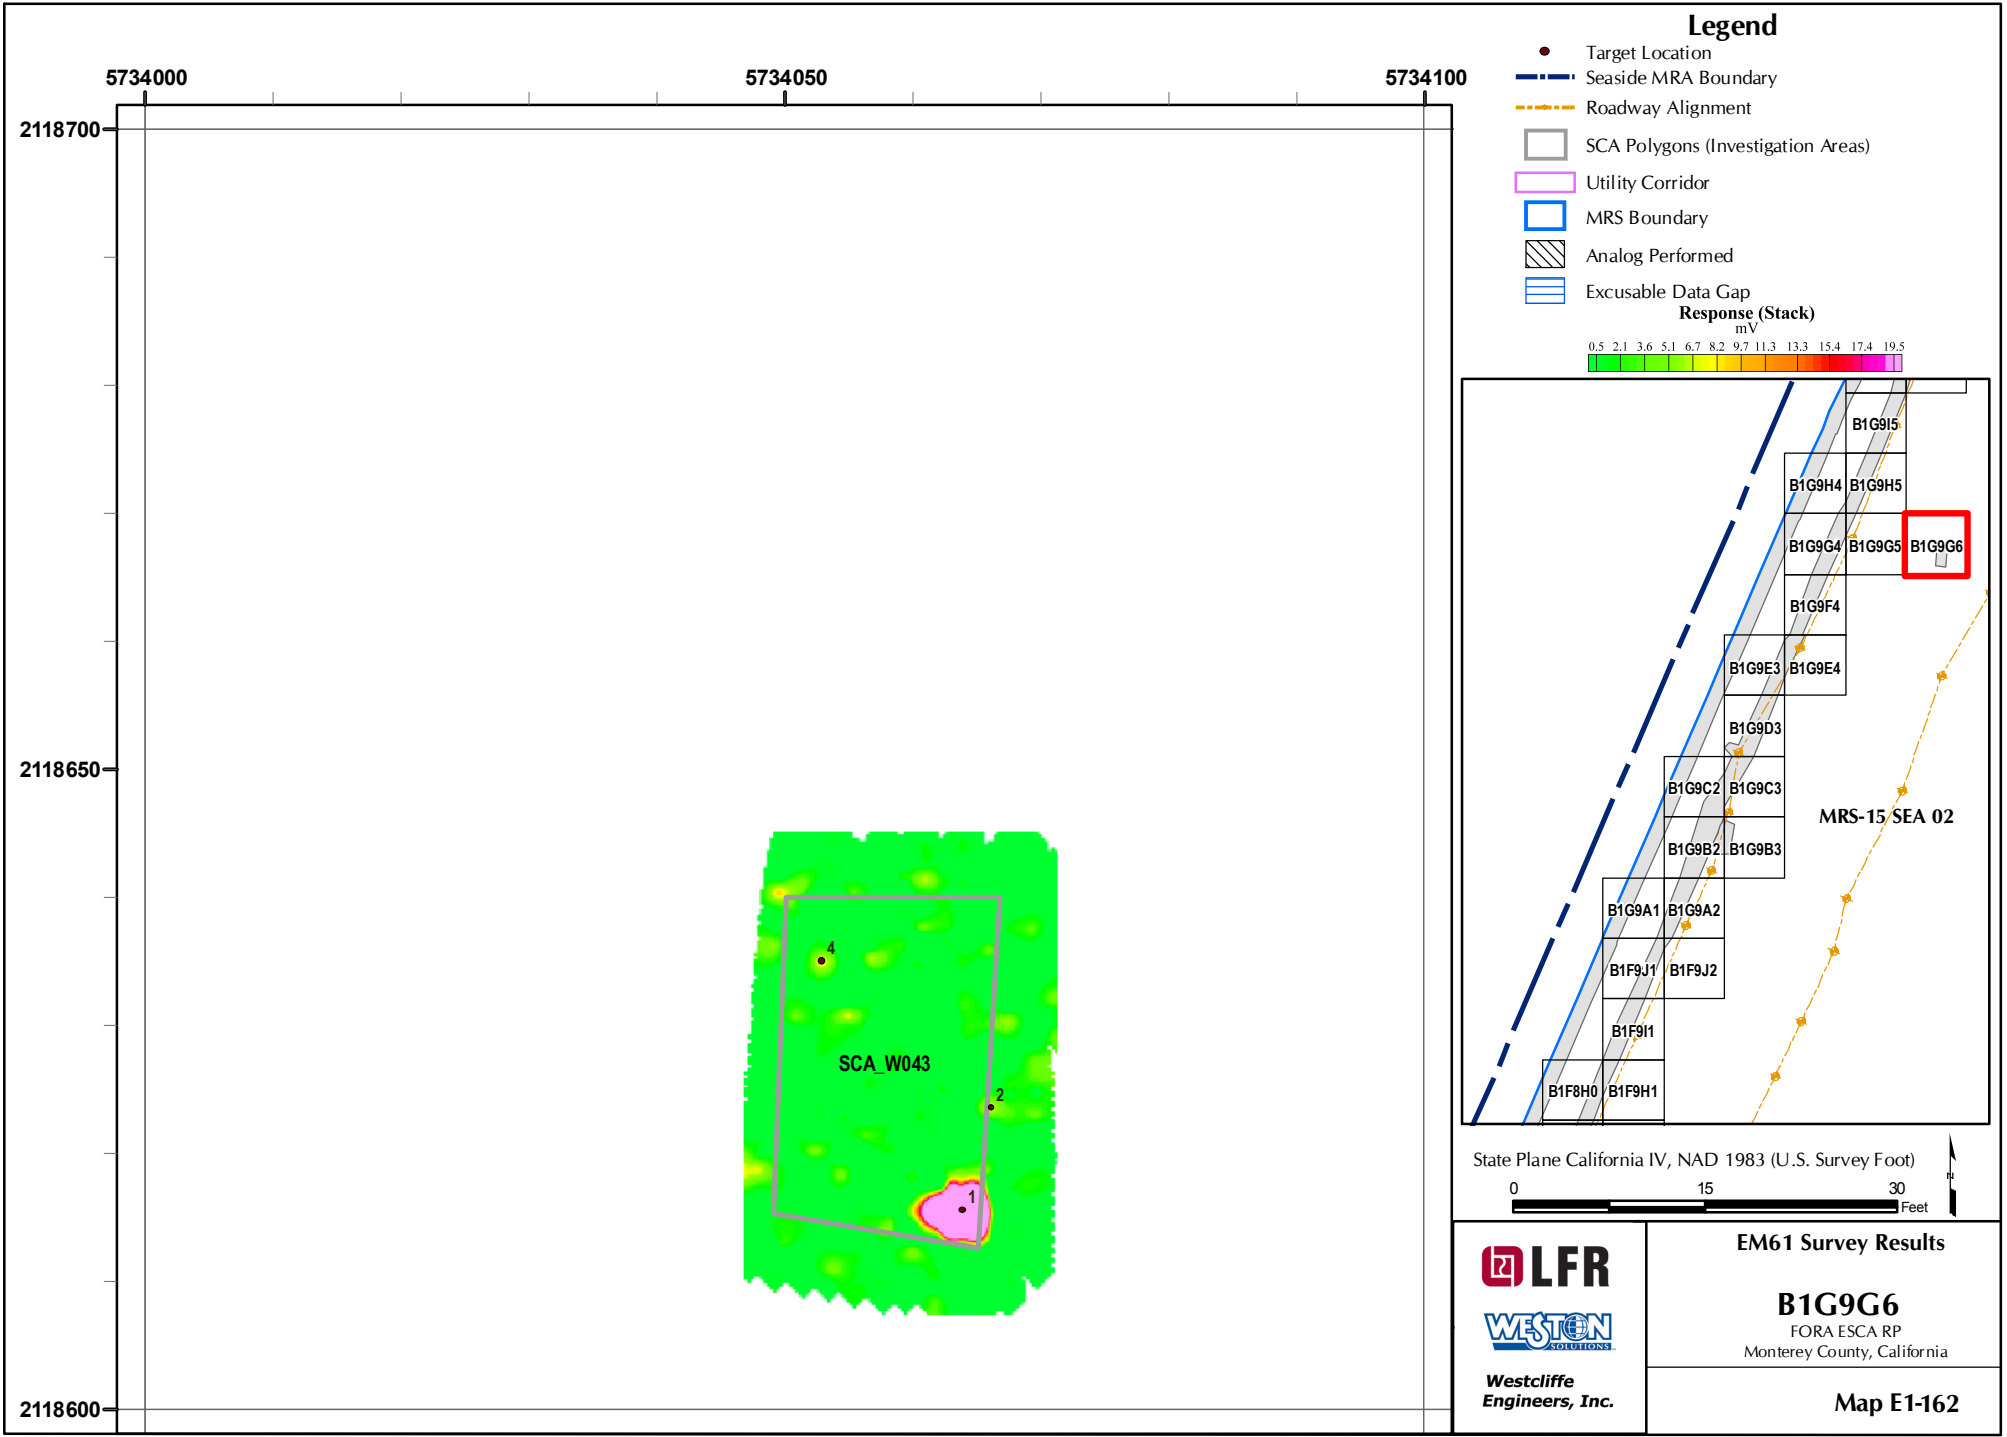 Legend
Target Location
Seaside MRA Boundary
Roadway Alignment
SCA Polygons (Investigation Areas)
Utility Corridor
MRS Boundary
Analog Performed
Excusable Data Gap
Response (Stack)
mV
0.5 2.1 3.6 5.1 6.7 8.2 9.7 11.3 13.3 15.4 17.4 19.5
5734000 5734050 5734100
2118700
2118650
2118600
4
SCA_W043
2
1
B1G9I5
B1G9H4 B1G9H5
B1G9G4 B1G9G5 B1G9G6
B1G9F4
B1G9E3 B1G9E4
B1G9D3
B1G9C2 B1G9C3
MRS-15 SEA 02
B1G9B2 B1G9B3
B1G9A1 B1G9A2
B1F9J1 B1F9J2
B1F9I1
B1F8H0 B1F9H1
State Plane California IV, NAD 1983 (U.S. Survey Foot)
0 15 30
Feet
N
LFR
WESTON
SOLUTIONS
Westcliffe
Engineers, Inc.
EM61 Survey Results
B1G9G6
FORA ESCA RP
Monterey County, California
Map E1-162